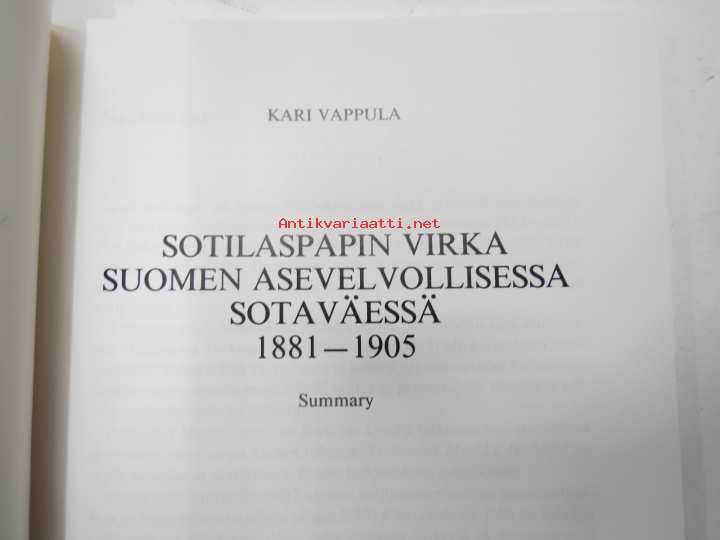 KARI VAPPULA
Antikvariaatti.net
SOTILASPAPIN VIRKA
SUOMEN ASEVELVOLLISESSA
SOTAVÄESSÄ
1881—1905
Summary